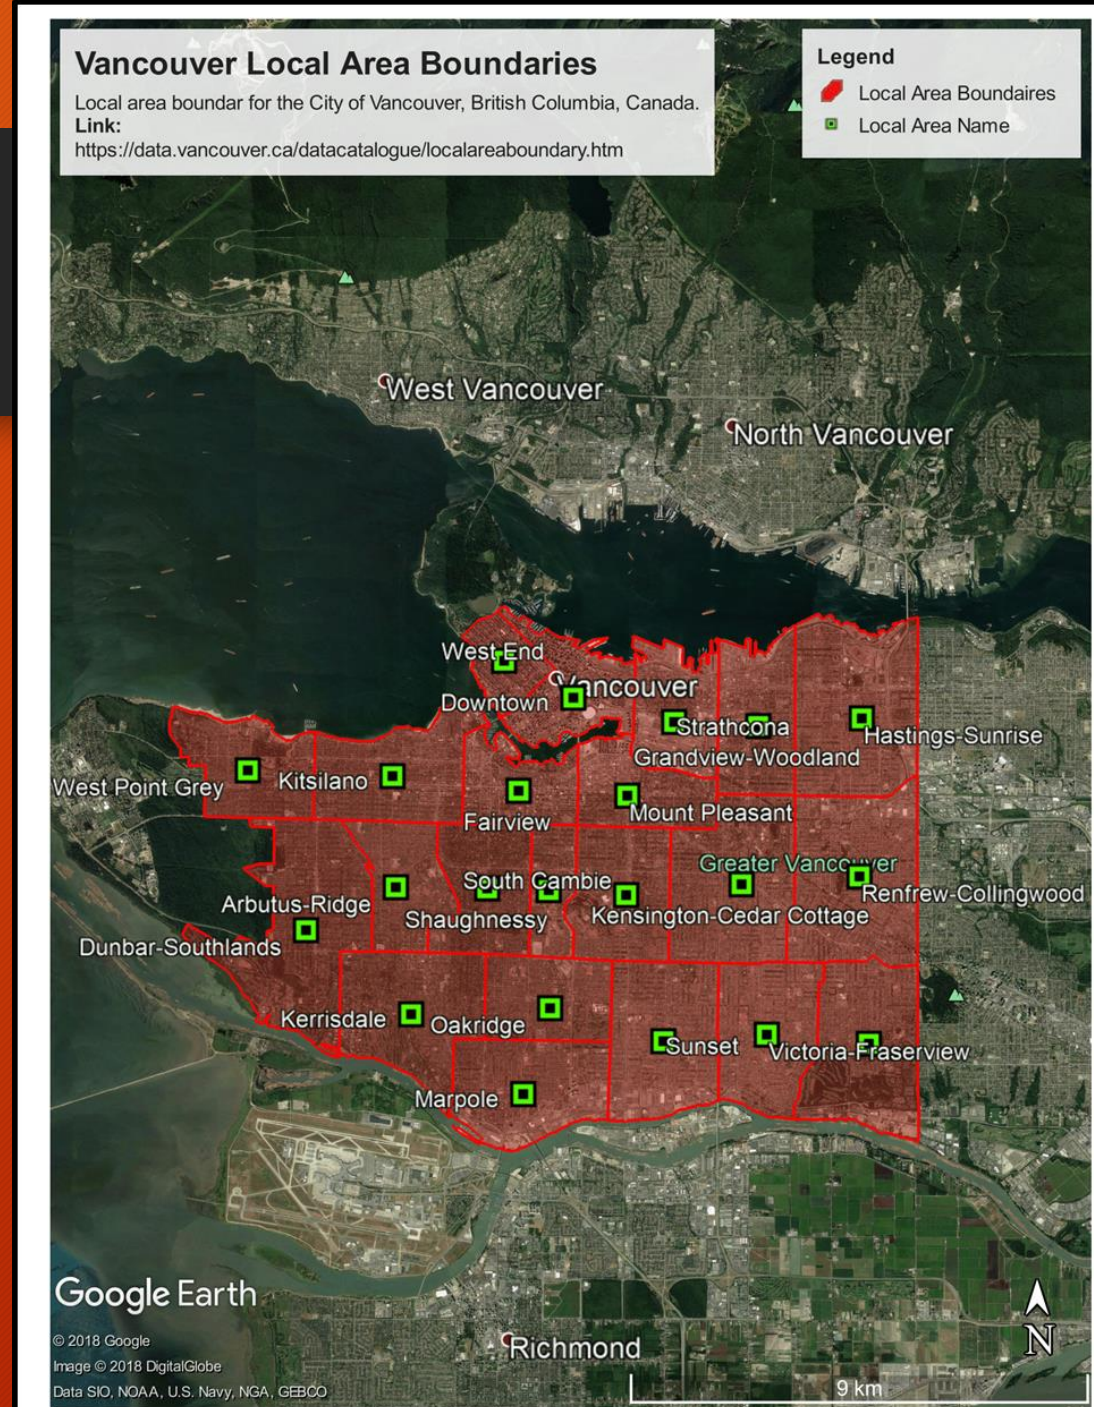 Vancouver Local Area Boundaries
Local area boundar for the City of Vancouver, British Columbia, Canada.
Link:
https://data.vancouver.ca/datacatalogue/localareaboundary.htm
Legend
Local Area Boundaires
Local Area Name
West Vancouver
North Vancouver
West End
Vancouver
Downtown
Strathcona
Hastings-Sunrise
Grandview-Woodland
West Point Grey
Kitsilano
Fairview
Mount Pleasant
Greater Vancouver
South Cambie
Renfrew-Collingwood
Arbutus-Ridge
Shaughnessy
Kensington-Cedar Cottage
Dunbar-Southlands
Kerrisdale
Oakridge
Sunset
Victoria-Fraserview
Marpole
Google Earth
© 2018 Google
Image © 2018 DigitalGlobe
Data SIO, NOAA, U.S. Navy, NGA, GEBCO
Richmond
N
9 km